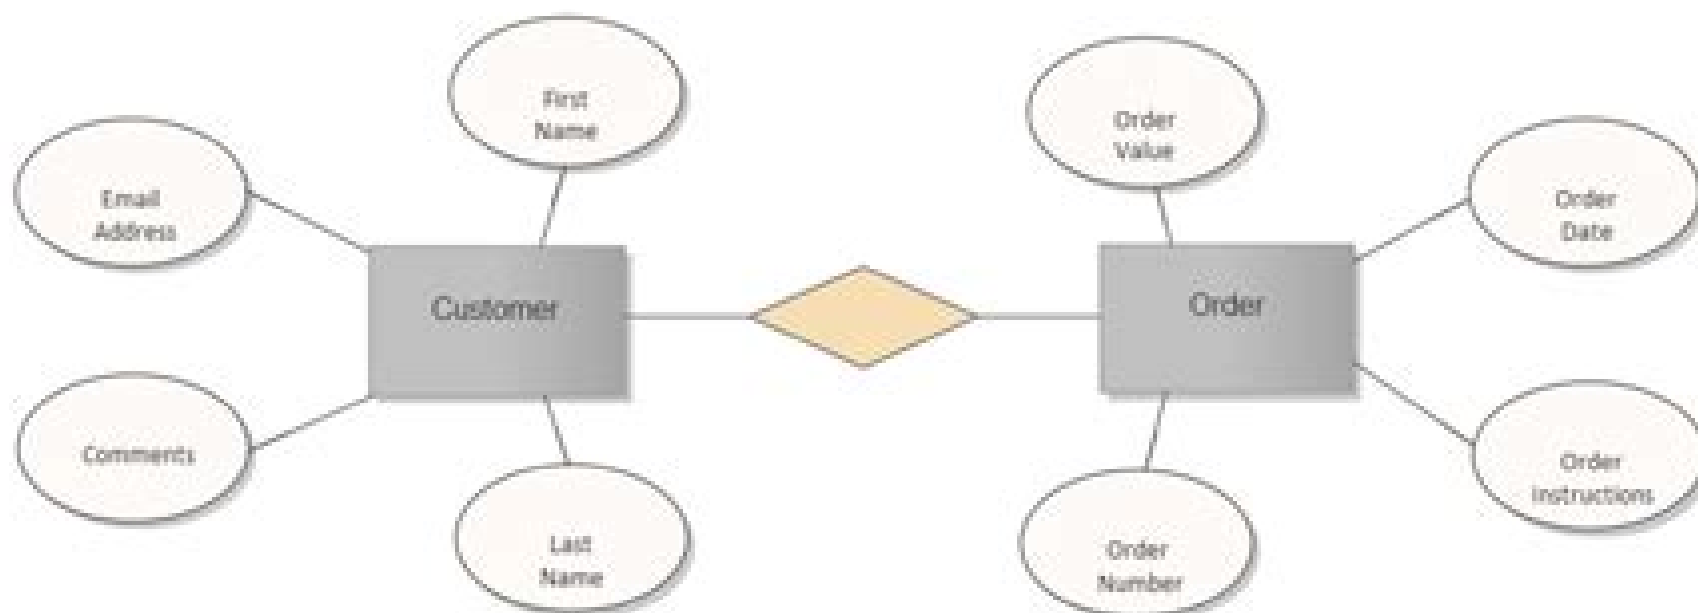 First
Name
Order
Value
Email
Address
Order
Date
Customer
Order
Comments
Order
Instructions
Last
Name
Order
Number